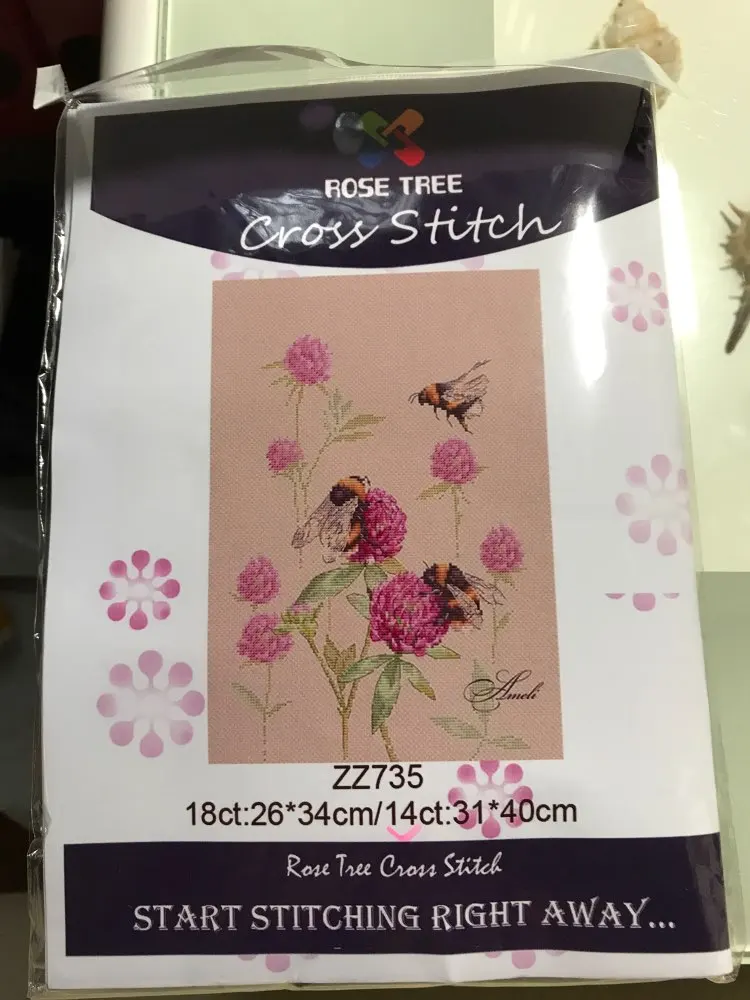 ROSE TREE
Cross Stitch
Ameli
ZZ735
18ct:26*34cm/14ct:31*40cm
Rose Tree Cross Stitch
START STITCHING RIGHT AWAY...